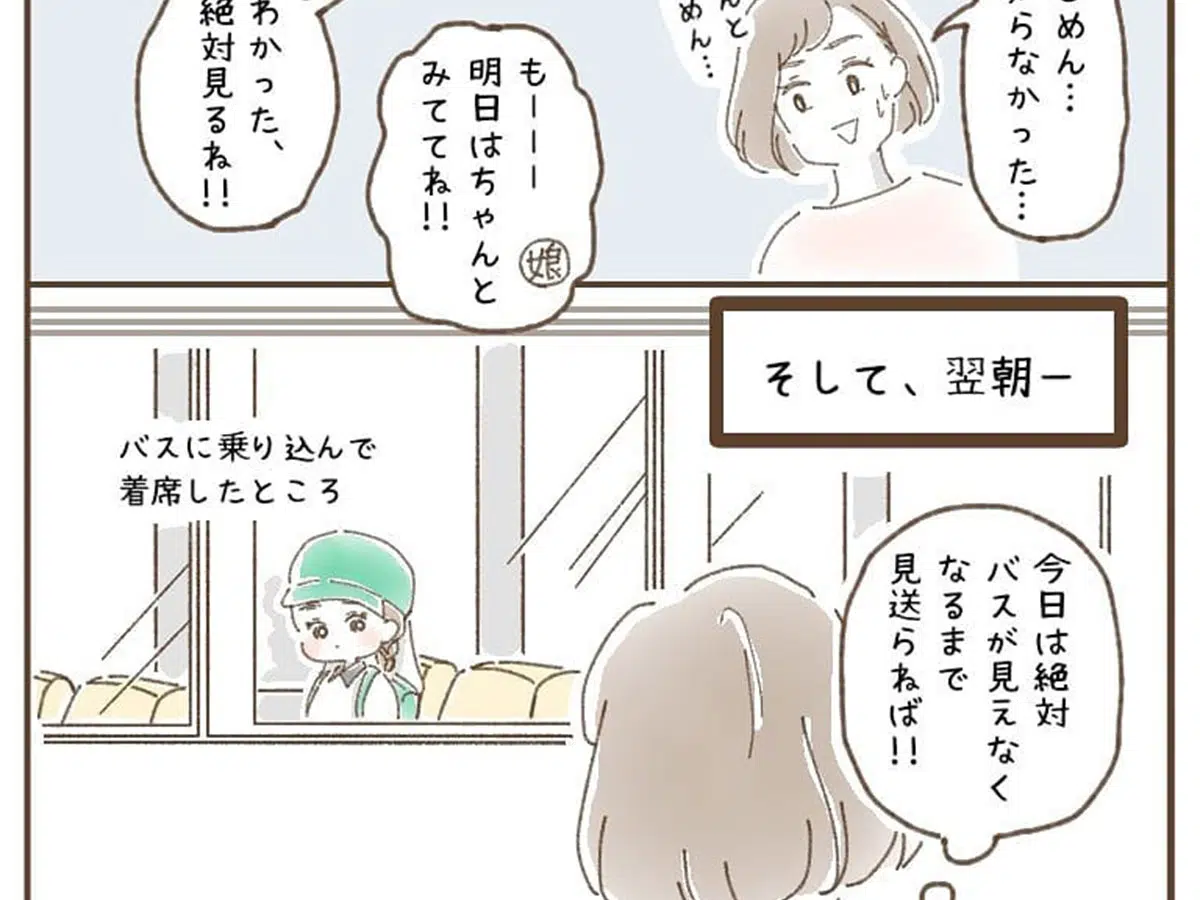 めん…
らなかった…
んと
めん…
もーーー
明日はちゃんと
みててね!!
娘
わかった、
絶対見るね!!
そして、翌朝ー
バスに乗り込んで
着席したところ
今日は絶対
バスが見えなく
なるまで
見送らねば!!